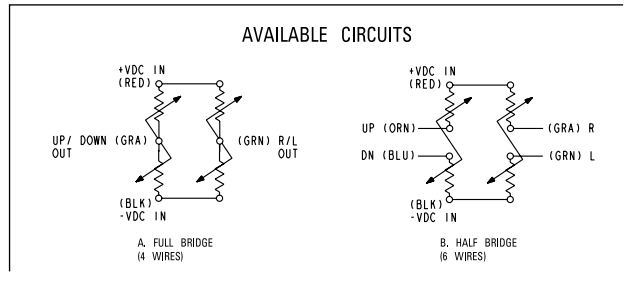 AVAILABLE CIRCUITS
+VDC IN
(RED)
UP/ DOWN (GRA)
OUT
(GRN) R/L
OUT
(BLK)
-VDC IN
A. FULL BRIDGE
(4 WIRES)
+VDC IN
(RED)
UP (ORN)
(GRA) R
DN (BLU)
(GRN) L
(BLK)
-VDC IN
B. HALF BRIDGE
(6 WIRES)